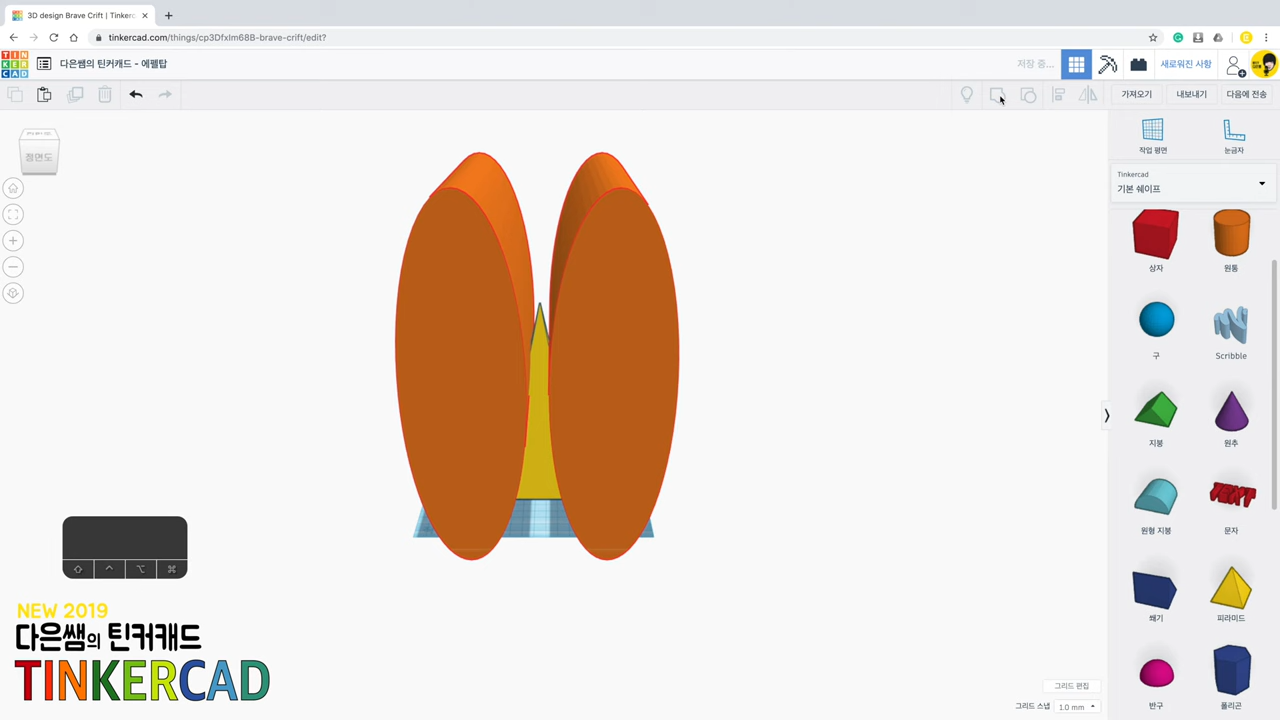 3D design Brave Crift | Tinkerc
tinkercad.com/things/cp3DfxIm68B-brave-crift/edit?
TIN
KER
CAD
다은쌤의 틴커캐드 - 에펠탑
저장 중...
새로워진 사항
가져오기
내보내기
다음에 전송
정면도
작업 평면
눈금자
Tinkercad
기본 쉐이프
상자
원통
구
Scribble
지붕
원추
원형 지붕
문자
쐐기
피라미드
반구
폴리곤
TEXT
그리드 편집
그리드 스냅
1.0 mm
NEW 2019
다은쌤의 틴커캐드
TINKERCAD